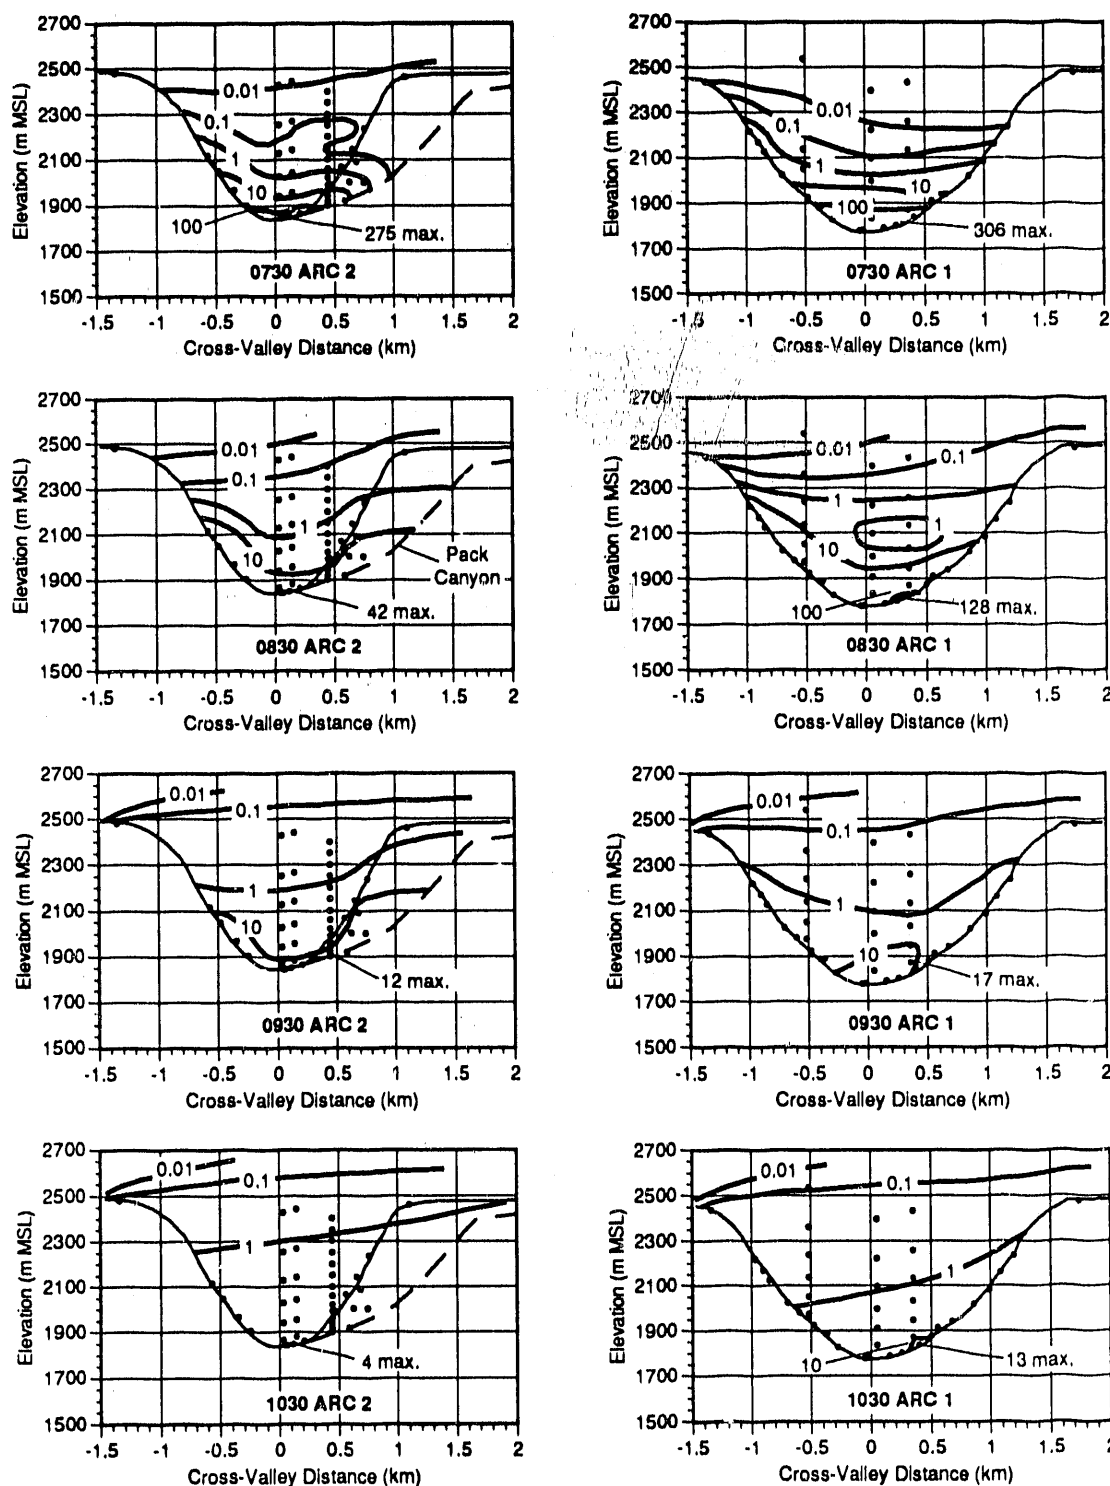 2700
2500
2300
2100
1900
1700
1500
Elevation (m MSL)
0.01
0.1
1
10
100
275 max.
0730 ARC 2
-1.5 -1 -0.5 0 0.5 1 1.5 2
Cross-Valley Distance (km)
2700
2500
2300
2100
1900
1700
1500
Elevation (m MSL)
0.01
0.1
1
10
100
306 max.
0730 ARC 1
-1.5 -1 -0.5 0 0.5 1 1.5 2
Cross-Valley Distance (km)
2700
2500
2300
2100
1900
1700
1500
Elevation (m MSL)
0.01
0.1
1
10
Pack
Canyon
42 max.
0830 ARC 2
-1.5 -1 -0.5 0 0.5 1 1.5 2
Cross-Valley Distance (km)
2700
2500
2300
2100
1900
1700
1500
Elevation (m MSL)
0.01
0.1
1
1
10
100
128 max.
0830 ARC 1
-1.5 -1 -0.5 0 0.5 1 1.5 2
Cross-Valley Distance (km)
2700
2500
2300
2100
1900
1700
1500
Elevation (m MSL)
0.01
0.1
1
10
12 max.
0930 ARC 2
-1.5 -1 -0.5 0 0.5 1 1.5 2
Cross-Valley Distance (km)
2700
2500
2300
2100
1900
1700
1500
Elevation (m MSL)
0.01
0.1
1
10
17 max.
0930 ARC 1
-1.5 -1 -0.5 0 0.5 1 1.5 2
Cross-Valley Distance (km)
2700
2500
2300
2100
1900
1700
1500
Elevation (m MSL)
0.01
0.1
1
4 max.
1030 ARC 2
-1.5 -1 -0.5 0 0.5 1 1.5 2
Cross-Valley Distance (km)
2700
2500
2300
2100
1900
1700
1500
Elevation (m MSL)
0.01
0.1
1
10
13 max.
1030 ARC 1
-1.5 -1 -0.5 0 0.5 1 1.5 2
Cross-Valley Distance (km)